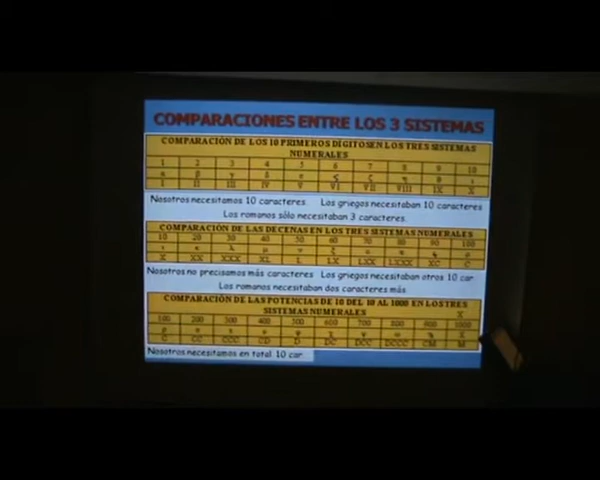 COMPARACIONES ENTRE LOS 3 SISTEMAS
COMPARACIÓN DE LOS 10 PRIMEROS DÍGITOS EN LOS TRES SISTEMAS
NUMERALES
1 2 3 4 5 6 7 8 9 10
I II III IV V VI VII VIII IX X
Nosotros necesitamos 10 caracteres. Los griegos necesitaban 10 caracteres
Los romanos sólo necesitaban 3 caracteres.
COMPARACIÓN DE LAS DECENAS EN LOS TRES SISTEMAS NUMERALES
10 20 30 40 50 60 70 80 90 100
X XX XXX XL L LX LXX LXXX XC C
Nosotros no precisamos más caracteres Los griegos necesitaban otros 10 car
Los romanos necesitaban dos caracteres más
COMPARACIÓN DE LAS POTENCIAS DE 10 DEL 10 AL 1000 EN LOS TRES
SISTEMAS NUMERALES X
100 200 300 400 500 600 700 800 900 1000
C CC CCC CD D DC DCC DCCC CM M
Nosotros necesitamos en total 10 car